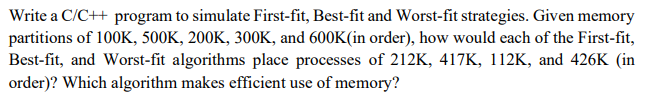 Write a C/C++ program to simulate First-fit, Best-fit and Worst-fit strategies. Given memory
partitions of 100K, 500K, 200K, 300K, and 600K(in order), how would each of the First-fit,
Best-fit, and Worst-fit algorithms place processes of 212K, 417K, 112K, and 426K (in
order)? Which algorithm makes efficient use of memory?